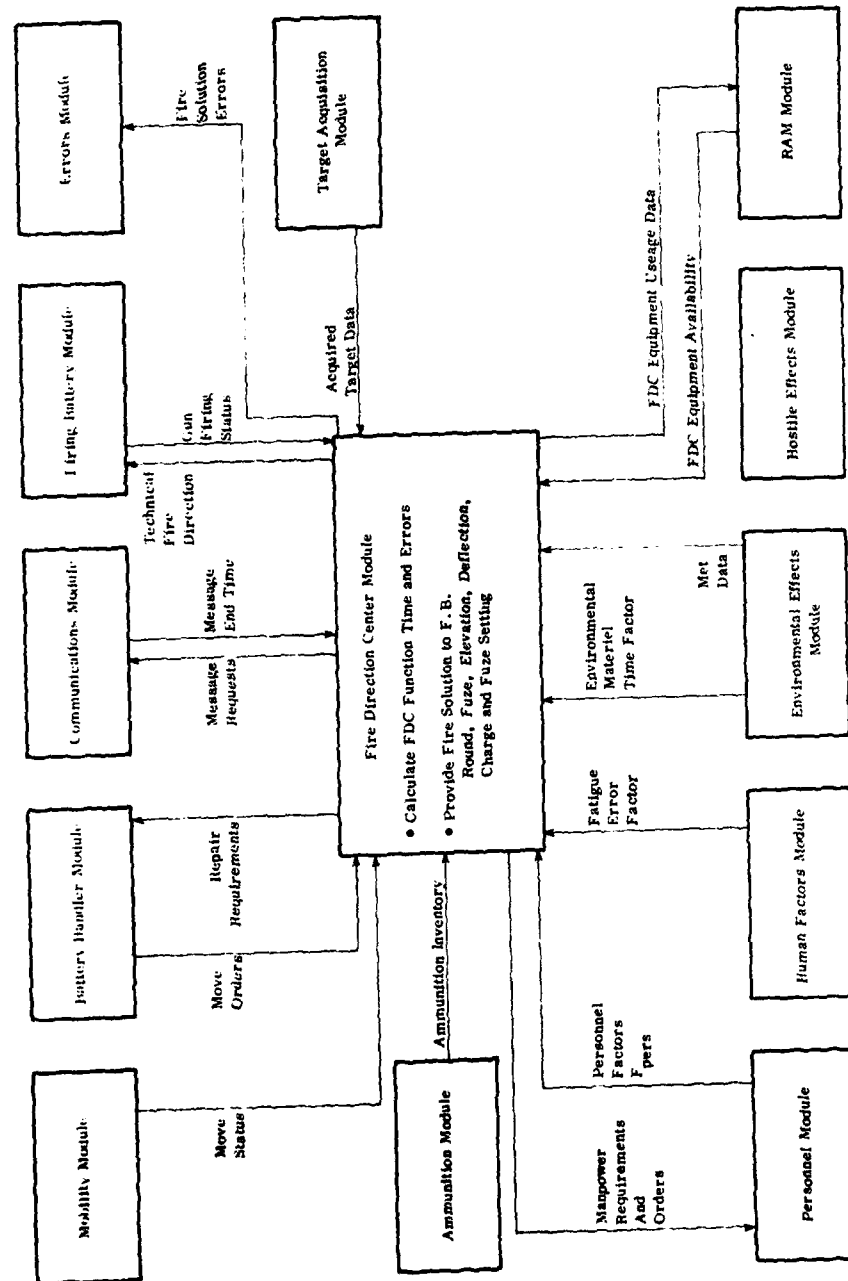 Mobility Module
Battery Handler Module
Communications Module
Firing Battery Module
Errors Module
Move
Status
Move
Orders
Repair
Requirements
Message
Requests
Message
End Time
Technical
Fire
Direction
Gun
Firing
Status
Fire
Solution
Errors
Ammunition Module
Ammunition Inventory
Fire Direction Center Module
• Calculate FDC Function Time and Errors
• Provide Fire Solution to F. B.
Round, Fuze, Elevation, Deflection,
Charge and Fuze Setting
Acquired
Target Data
Target Acquisition
Module
Manpower
Requirements
And
Orders
Personnel
Factors
Fpers
Fatigue
Error
Factor
Environmental
Materiel
Time Factor
Met
Data
FDC Equipment Useage Data
FDC Equipment Availability
Personnel Module
Human Factors Module
Environmental Effects
Module
Hostile Effects Module
RAM Module